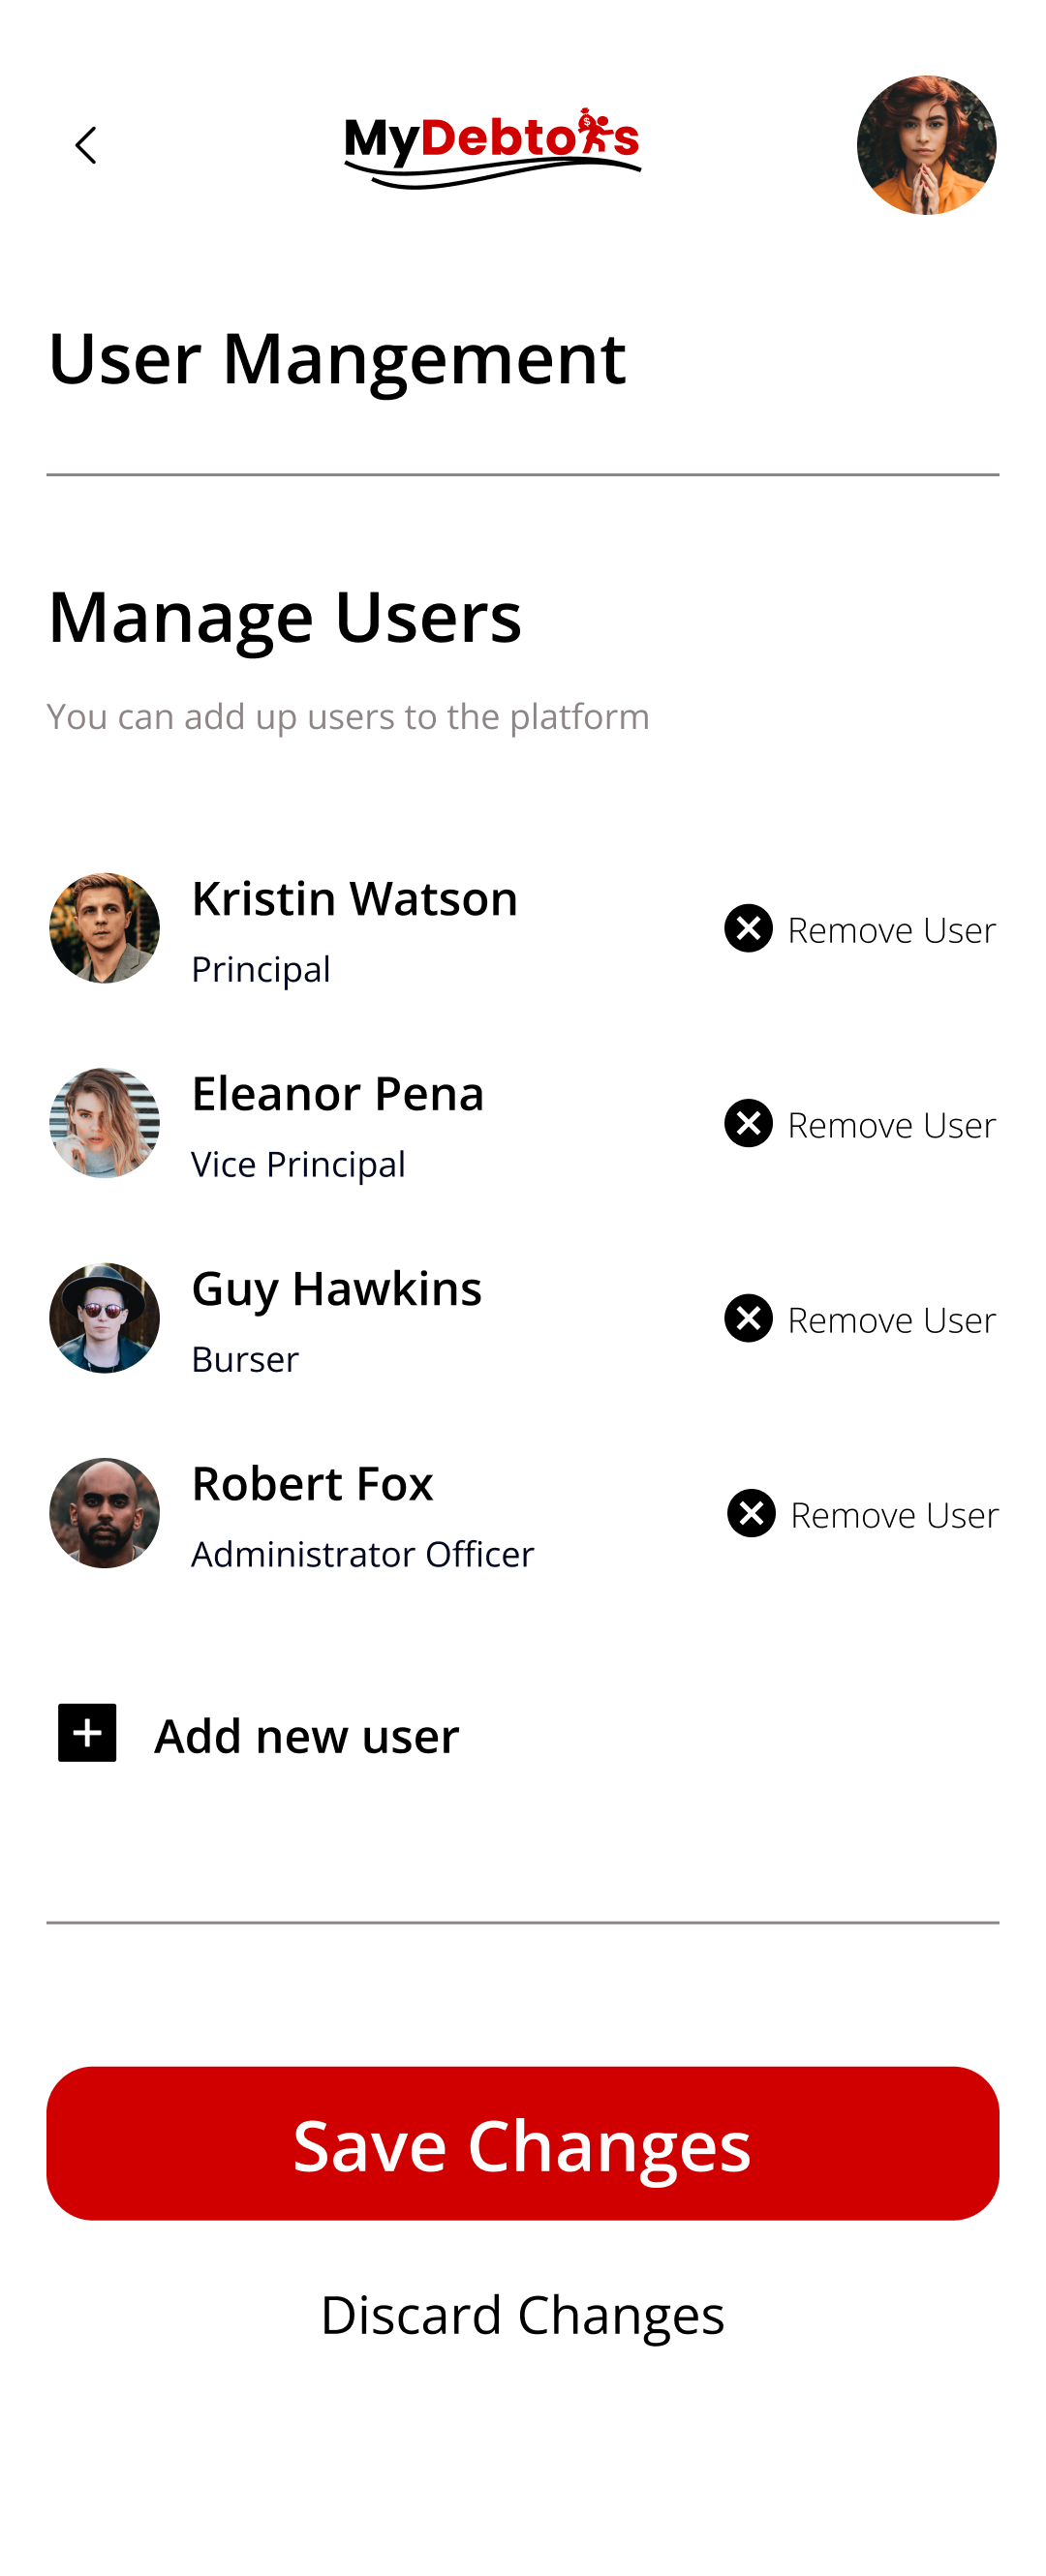 MyDebtors
User Mangement
Manage Users
You can add up users to the platform
Kristin Watson
Remove User
Principal
Eleanor Pena
Remove User
Vice Principal
Guy Hawkins
Remove User
Burser
Robert Fox
Remove User
Administrator Officer
Add new user
Save Changes
Discard Changes